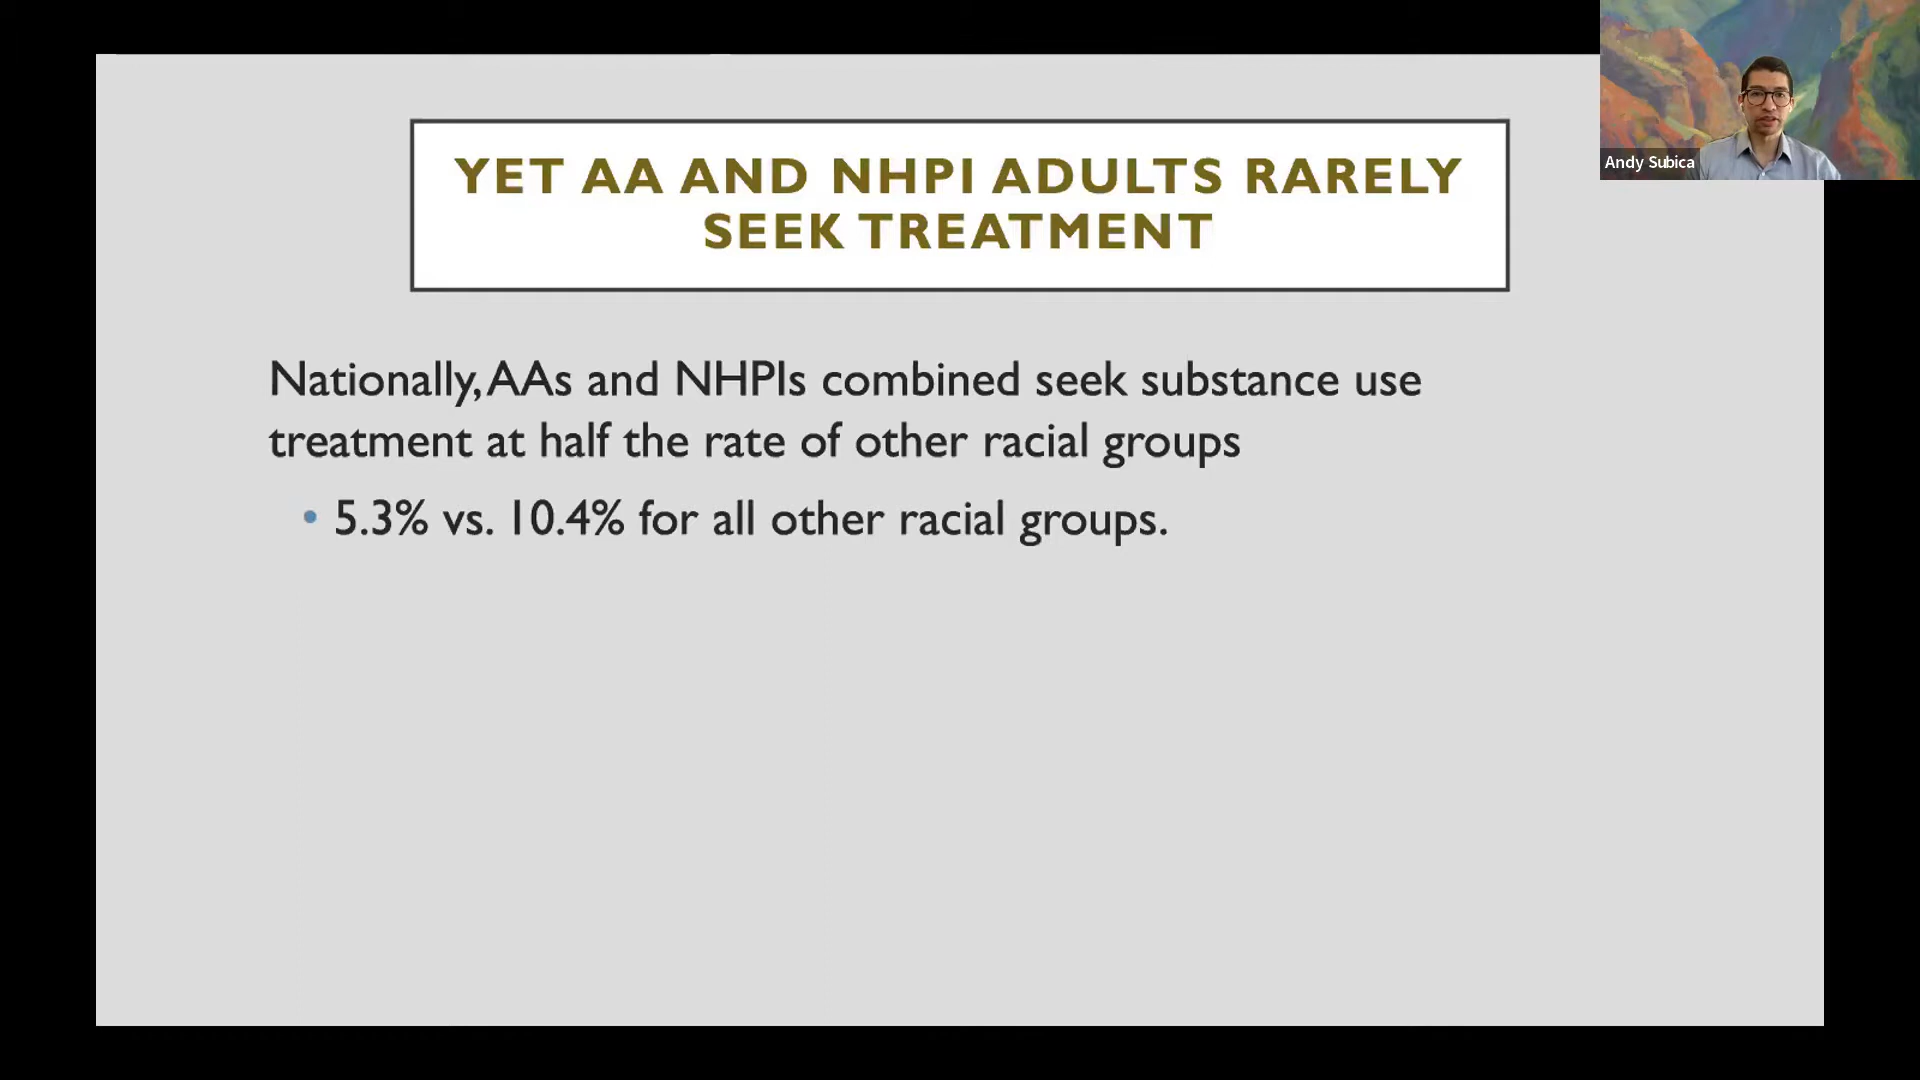 YET AA AND NHPI ADULTS RARELY
SEEK TREATMENT
Andy Subica
Nationally, AAs and NHPIs combined seek substance use
treatment at half the rate of other racial groups
• 5.3% vs. 10.4% for all other racial groups.